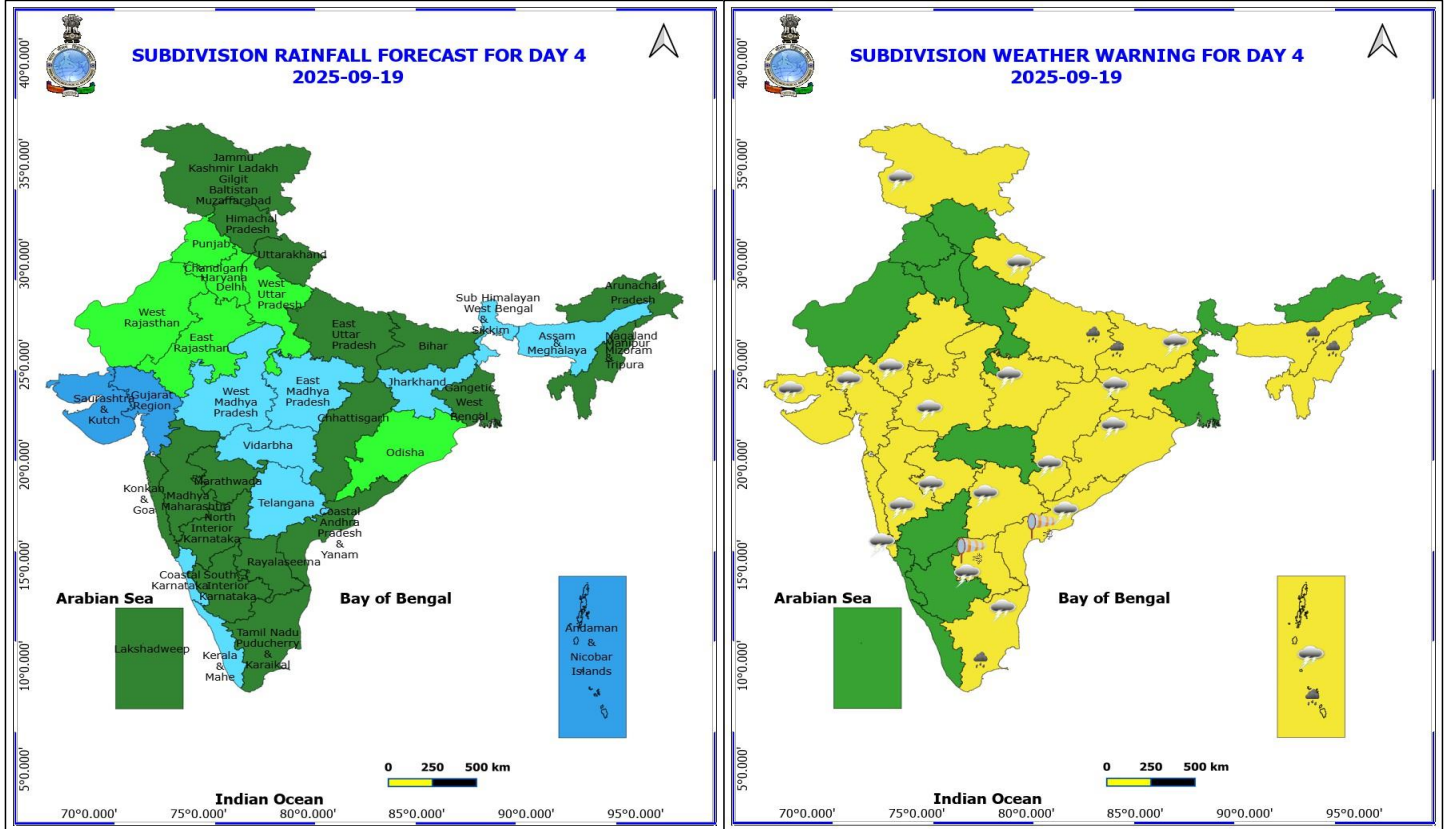 SUBDIVISION RAINFALL FORECAST FOR DAY 4
2025-09-19
40°0.000'
35°0.000'
30°0.000'
25°0.000'
20°0.000'
15°0.000'
10°0.000'
5°0.000'
Jammu
Kashmir Ladakh
Gilgit
Baltistan
Muzaffarabad
Himachal
Pradesh
Punjab
Uttarakhand
Chandigarh
Haryana
Delhi
West
Uttar
Pradesh
West
Rajasthan
East
Rajasthan
East
Uttar
Pradesh
Bihar
Sub Himalayan
West Bengal
&
Sikkim
Arunachal
Pradesh
Assam
&
Meghalaya
Nagaland
Manipur
Mizoram
&
Tripura
Saurashtra
&
Kutch
Gujarat
Region
West
Madhya
Pradesh
East
Madhya
Pradesh
Jharkhand
Gangetic
West
Bengal
Chhattisgarh
Vidarbha
Odisha
Konkan
&
Goa
Madhya
Maharashtra
Marathwada
Telangana
North
Interior
Karnataka
Coastal
Andhra
Pradesh
&
Yanam
Rayalaseema
Coastal
Karnataka
South
Interior
Karnataka
Arabian Sea
Bay of Bengal
Lakshadweep
Kerala
&
Mahe
Tamil Nadu
Puducherry
&
Karaikal
Andaman
&
Nicobar
Islands
0 250 500 km
Indian Ocean
70°0.000' 75°0.000' 80°0.000' 85°0.000' 90°0.000' 95°0.000'
SUBDIVISION WEATHER WARNING FOR DAY 4
2025-09-19
40°0.000'
35°0.000'
30°0.000'
25°0.000'
20°0.000'
15°0.000'
10°0.000'
5°0.000'
Arabian Sea
Bay of Bengal
0 250 500 km
Indian Ocean
70°0.000' 75°0.000' 80°0.000' 85°0.000' 90°0.000' 95°0.000'